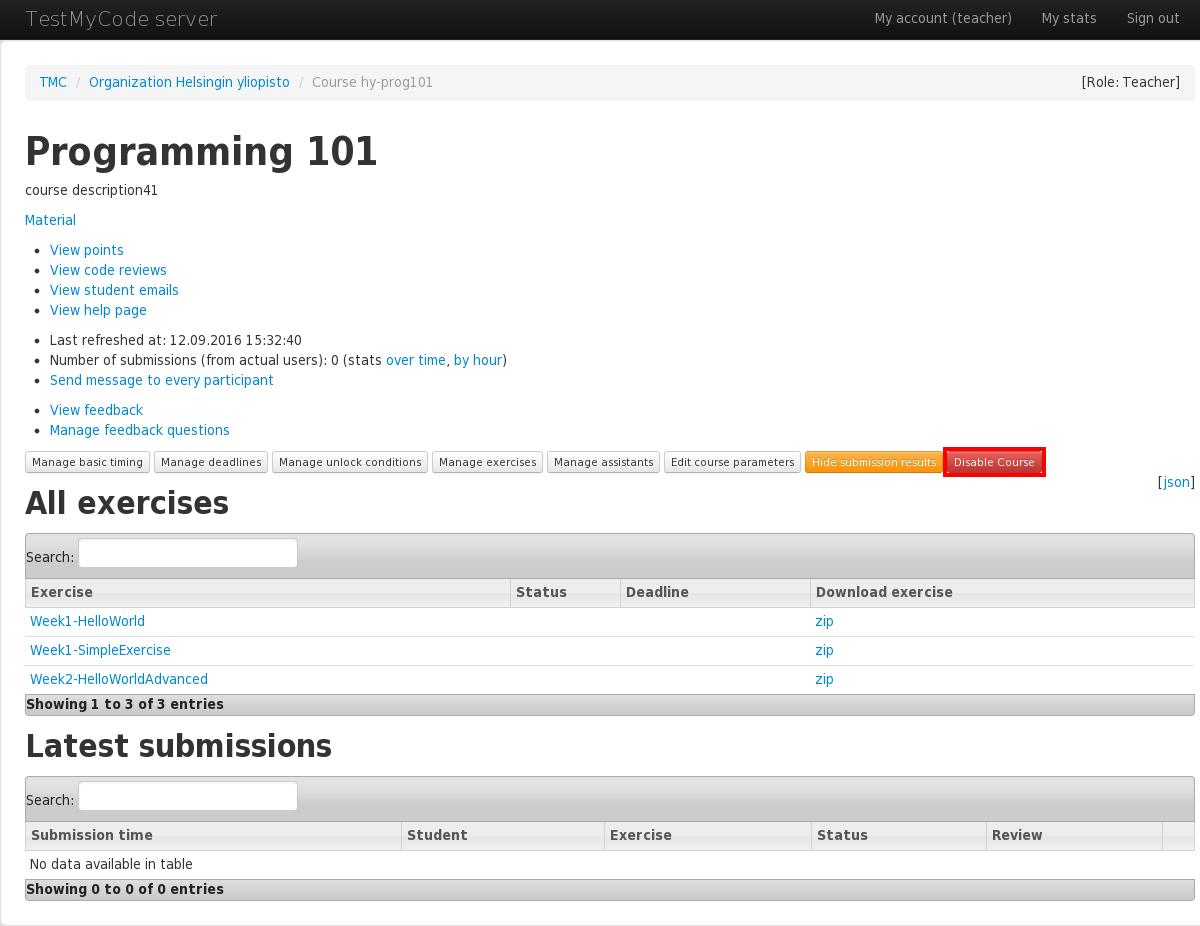 TestMyCode server My account (teacher) My stats Sign out
TMC / Organization Helsingin yliopisto / Course hy-prog101 [Role: Teacher]
Programming 101
course description41
Material
View points
View code reviews
View student emails
View help page
Last refreshed at: 12.09.2016 15:32:40
Number of submissions (from actual users): 0 (stats over time, by hour)
Send message to every participant
View feedback
Manage feedback questions
Manage basic timing Manage deadlines Manage unlock conditions Manage exercises Manage assistants Edit course parameters Hide submission results Disable Course
[json]
All exercises
Search:
Exercise Status Deadline Download exercise
Week1-HelloWorld zip
Week1-SimpleExercise zip
Week2-HelloWorldAdvanced zip
Showing 1 to 3 of 3 entries
Latest submissions
Search:
Submission time Student Exercise Status Review
No data available in table
Showing 0 to 0 of 0 entries